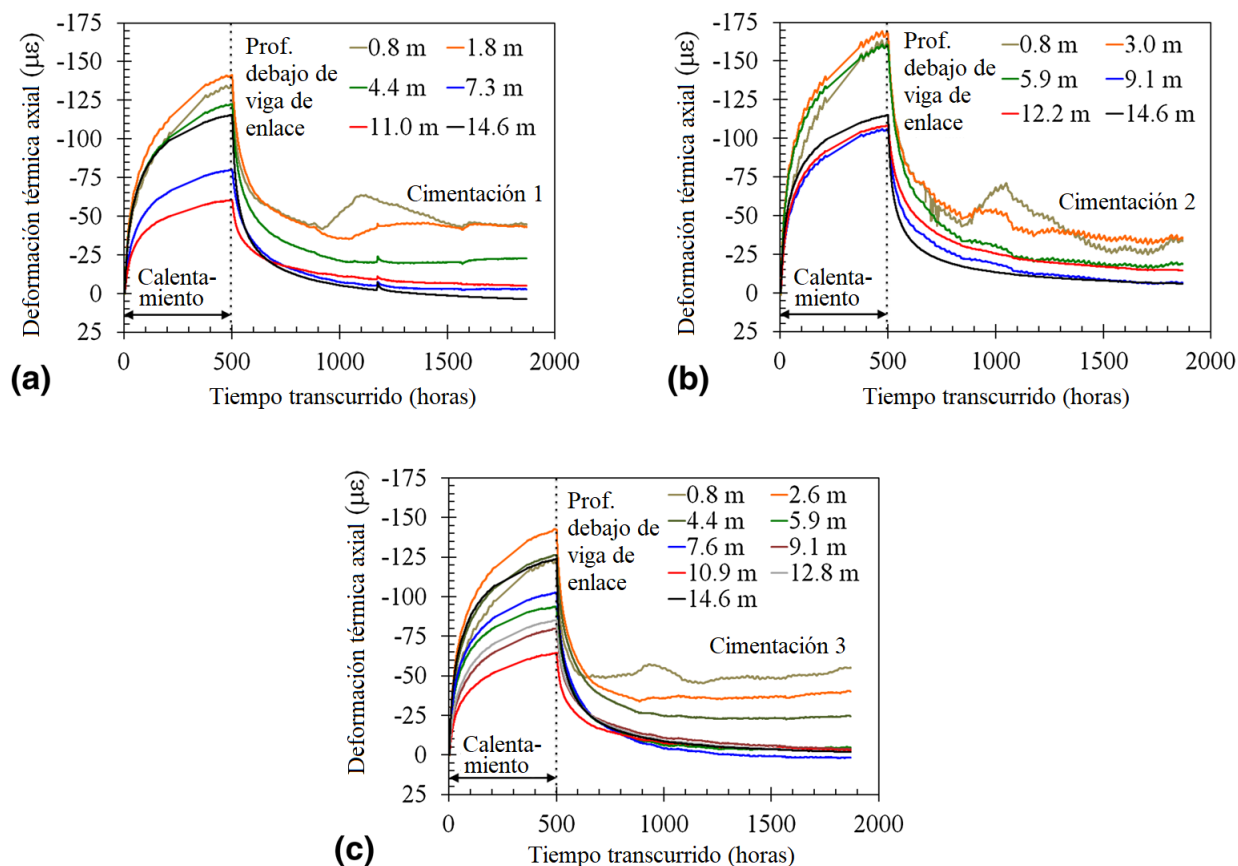 -175
-150
-125
-100
-75
-50
-25
0
25
Deformación térmica axial (με)
Prof.
debajo de
viga de
enlace
0.8 m
1.8 m
4.4 m
7.3 m
11.0 m
14.6 m
Cimentación 1
Calenta-
miento
0 500 1000 1500 2000
Tiempo transcurrido (horas)
(a)
-175
-150
-125
-100
-75
-50
-25
0
25
Deformación térmica axial (με)
Prof.
debajo de
viga de
enlace
0.8 m
3.0 m
5.9 m
9.1 m
12.2 m
14.6 m
Cimentación 2
Calenta-
miento
0 500 1000 1500 2000
Tiempo transcurrido (horas)
(b)
-175
-150
-125
-100
-75
-50
-25
0
25
Deformación térmica axial (με)
Prof.
debajo de
viga de
enlace
0.8 m
2.6 m
4.4 m
5.9 m
7.6 m
9.1 m
10.9 m
12.8 m
14.6 m
Cimentación 3
Calenta-
miento
0 500 1000 1500 2000
Tiempo transcurrido (horas)
(c)